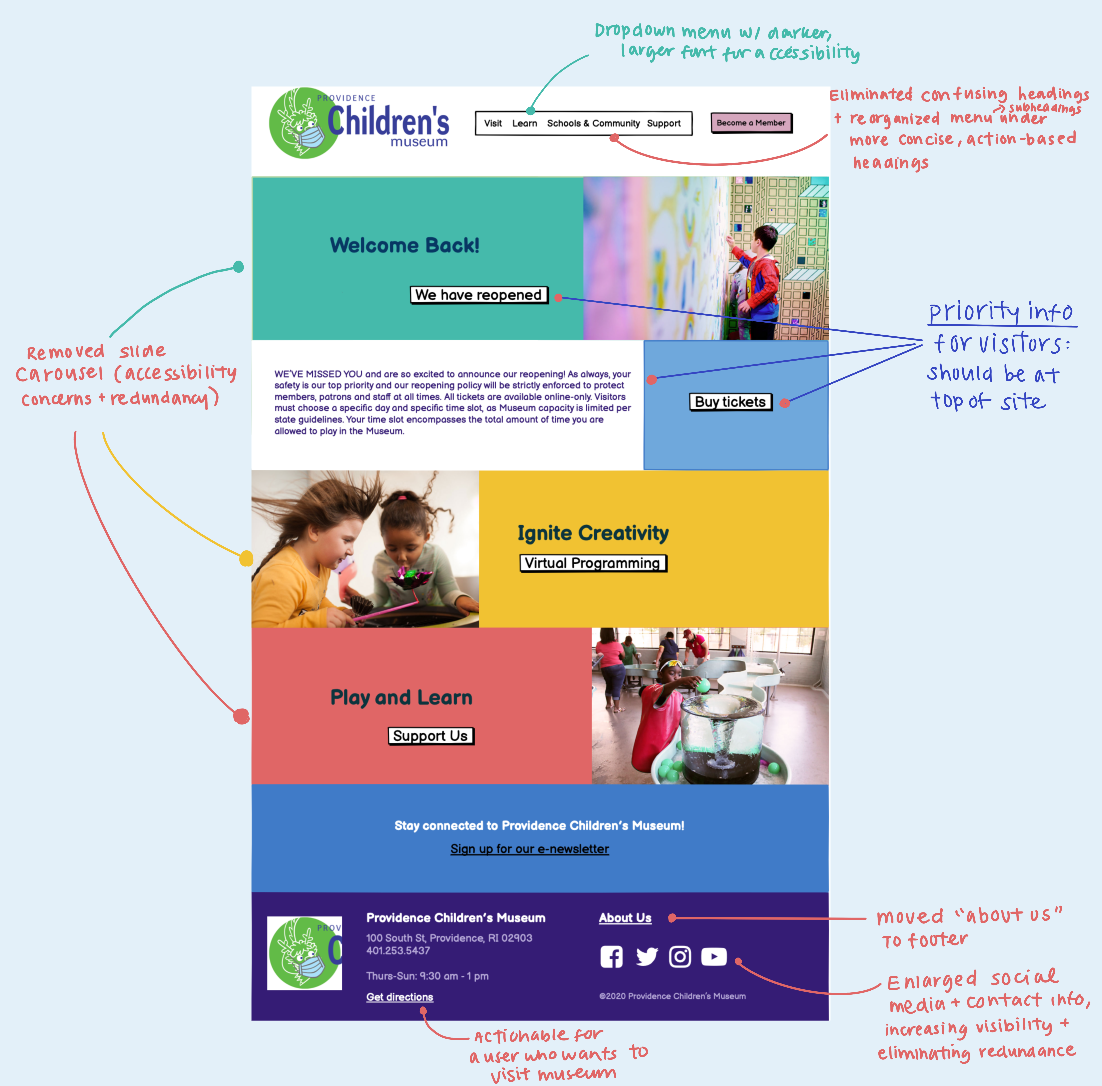 Dropdown menu w/ darker,
larger font for accessibility
Eliminated confusing headings
+ reorganized menu subheadings under
more concise, action-based
headings
PROVIDENCE
Children's
museum
Visit Learn Schools & Community Support
Become a Member
Welcome Back!
We have reopened
priority info
for visitors:
should be at
top of site
Removed slide
carousel (accessibility
concerns + redundancy)
WE'VE MISSED YOU and are so excited to announce our reopening! As always, your
safety is our top priority and our reopening policy will be strictly enforced to protect
members, patrons and staff at all times. All tickets are available online-only. Visitors
must choose a specific day and specific time slot, as Museum capacity is limited per
state guidelines. Your time slot encompasses the total amount of time you are
allowed to play in the Museum.
Buy tickets
Ignite Creativity
Virtual Programming
Play and Learn
Support Us
Stay connected to Providence Children's Museum!
Sign up for our e-newsletter
PROV
C
Providence Children's Museum
100 South St, Providence, RI 02903
401.253.5437
Thurs-Sun: 9:30 am - 1 pm
Get directions
About Us
©2020 Providence Children's Museum
moved "about us"
to footer
Enlarged social
media + contact info,
increasing visibility +
eliminating redundance
Actionable for
a user who wants to
visit museum